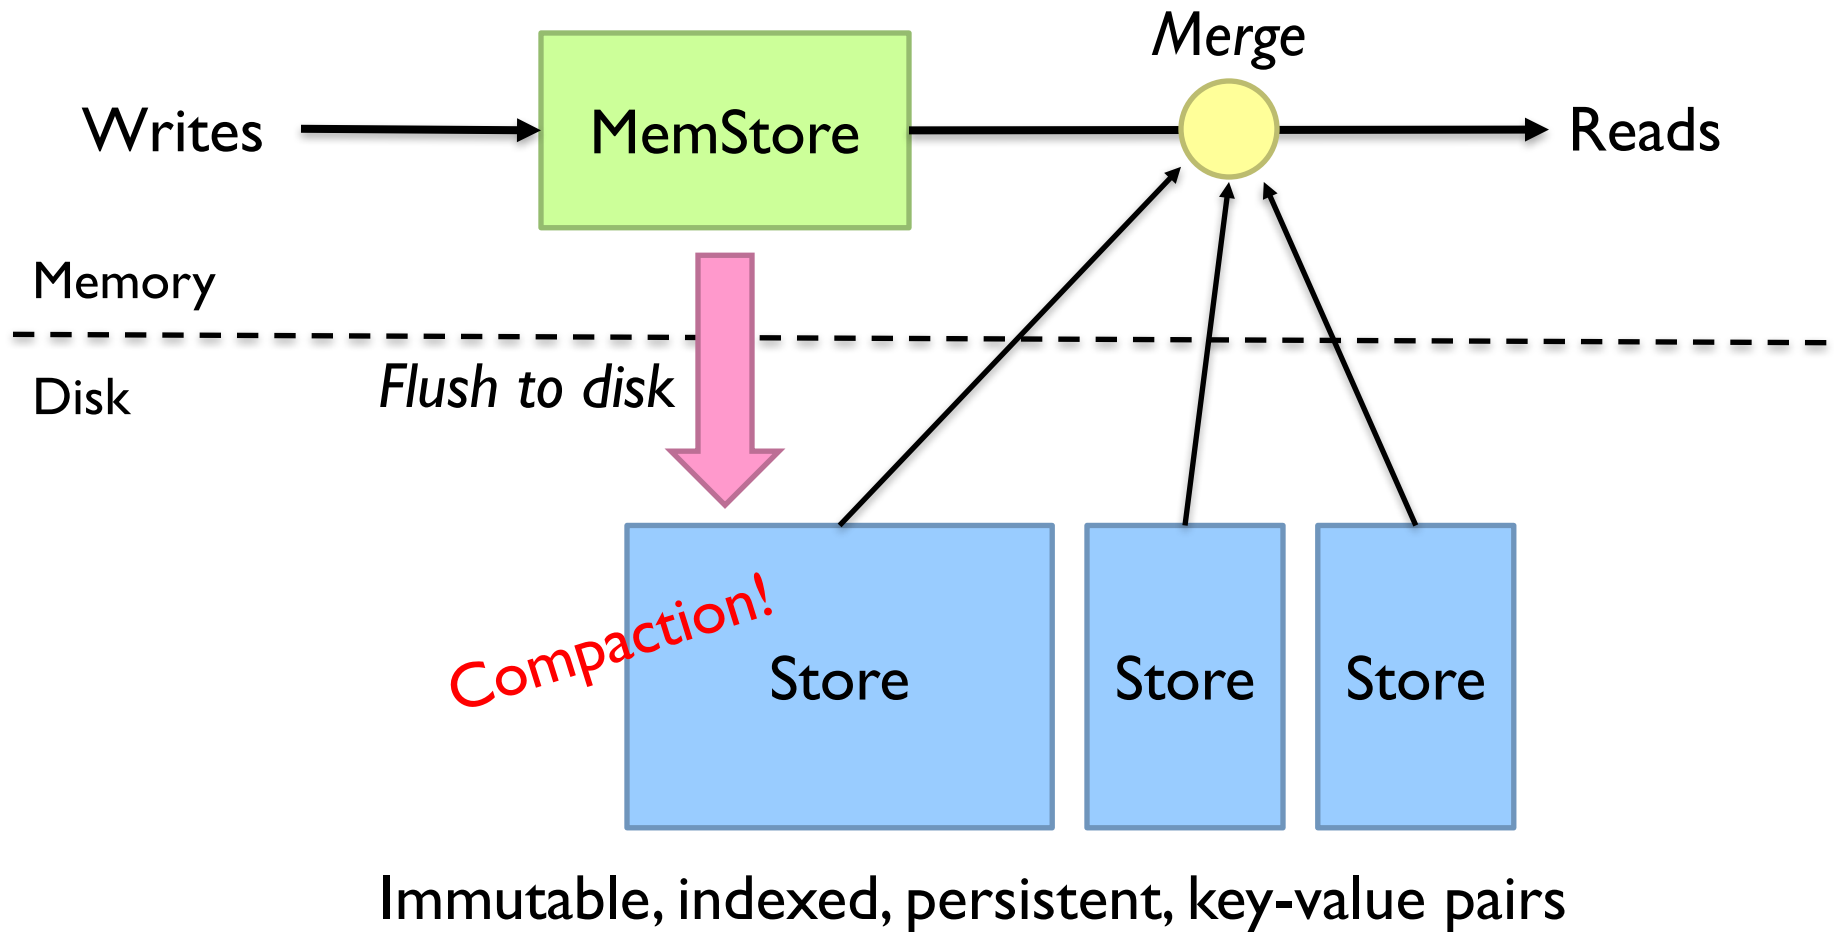 Merge
Writes
MemStore
Reads
Memory
Disk
Flush to disk
Compaction!
Store
Store
Store
Immutable, indexed, persistent, key-value pairs